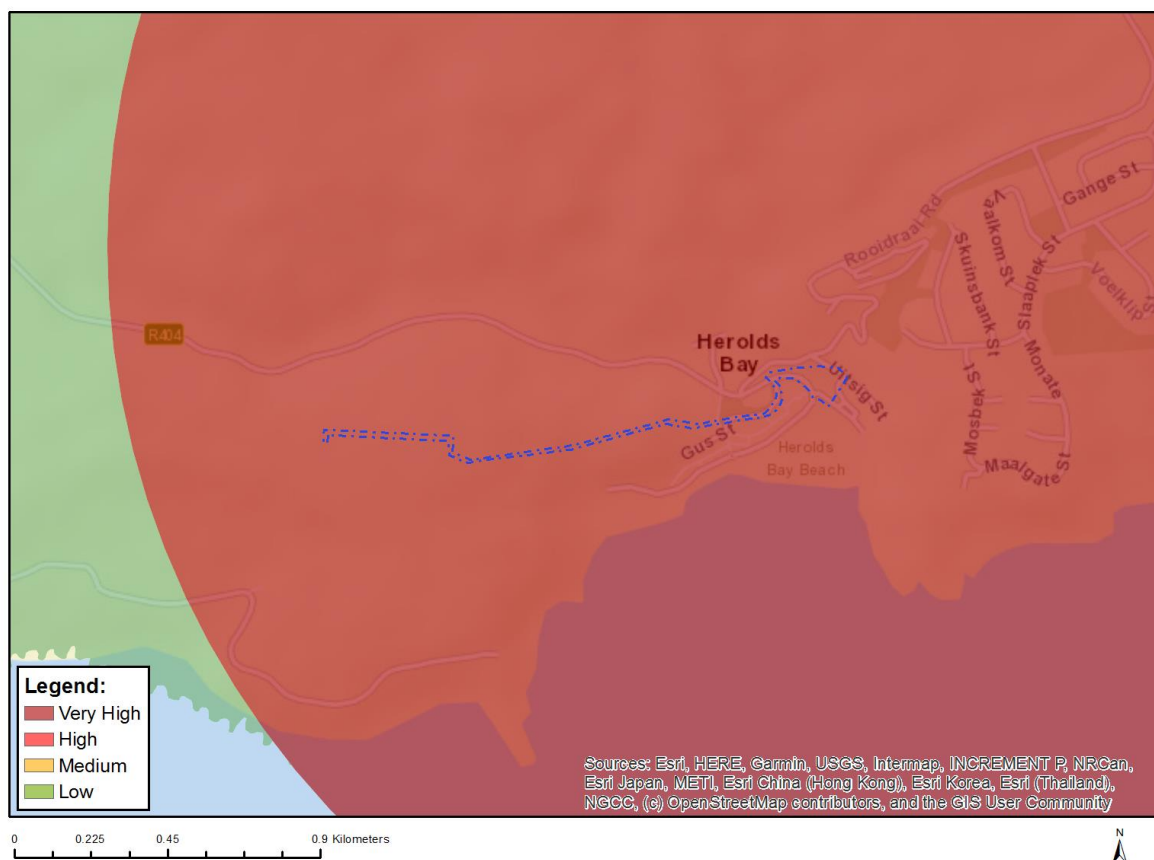 Gange St
Vaalkom St
Rooidraai Rd
Skuinsbank St
Slaaplek St
Voelklip St
R404
Herolds
Bay
Monate
Uitsig St
Mosbek St
Gus St
Herolds
Bay Beach
Maalgate St
Legend:
Very High
High
Medium
Low
Sources: Esri, HERE, Garmin, USGS, Intermap, INCREMENT P, NRCan,
Esri Japan, METI, Esri China (Hong Kong), Esri Korea, Esri (Thailand),
NGCC, (c) OpenStreetMap contributors, and the GIS User Community
0 0.225 0.45 0.9 Kilometers
N